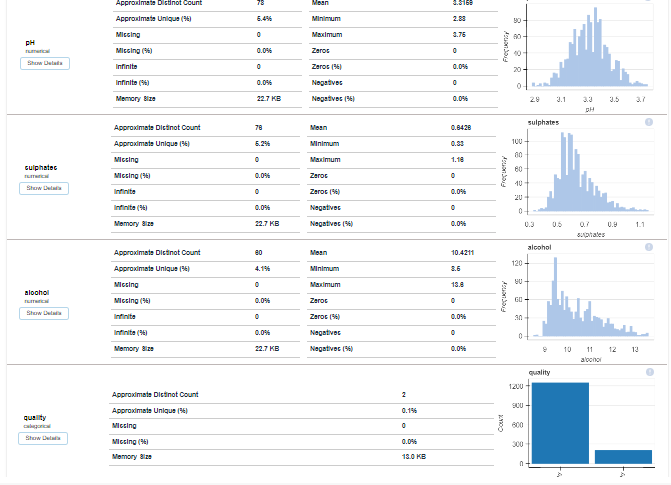 Approximate Distinct Count 73 Mean 3.3159
Approximate Unique (%) 5.4% Minimum 2.88
pH Missing 0 Maximum 3.75
numerical Missing (%) 0.0% Zeros 0
Show Details Infinite 0 Zeros (%) 0.0%
Infinite (%) 0.0% Negatives 0
Memory Size 22.7 KB Negatives (%) 0.0%
Frequency
80
60
40
20
0
2.9 3.1 3.3 3.5 3.7
pH
Approximate Distinct Count 76 Mean 0.6426
Approximate Unique (%) 5.2% Minimum 0.33
sulphates Missing 0 Maximum 1.16
numerical Missing (%) 0.0% Zeros 0
Show Details Infinite 0 Zeros (%) 0.0%
Infinite (%) 0.0% Negatives 0
Memory Size 22.7 KB Negatives (%) 0.0%
sulphates
Frequency
100
80
60
40
20
0
0.3 0.5 0.7 0.9 1.1
sulphates
Approximate Distinct Count 60 Mean 10.4211
Approximate Unique (%) 4.1% Minimum 8.5
alcohol Missing 0 Maximum 13.6
numerical Missing (%) 0.0% Zeros 0
Show Details Infinite 0 Zeros (%) 0.0%
Infinite (%) 0.0% Negatives 0
Memory Size 22.7 KB Negatives (%) 0.0%
alcohol
Frequency
120
90
60
30
0
9 10 11 12 13
alcohol
Approximate Distinct Count 2
Approximate Unique (%) 0.1%
quality Missing 0
categorical Missing (%) 0.0%
Show Details Memory Size 13.0 KB
quality
Count
1200
900
600
300
0